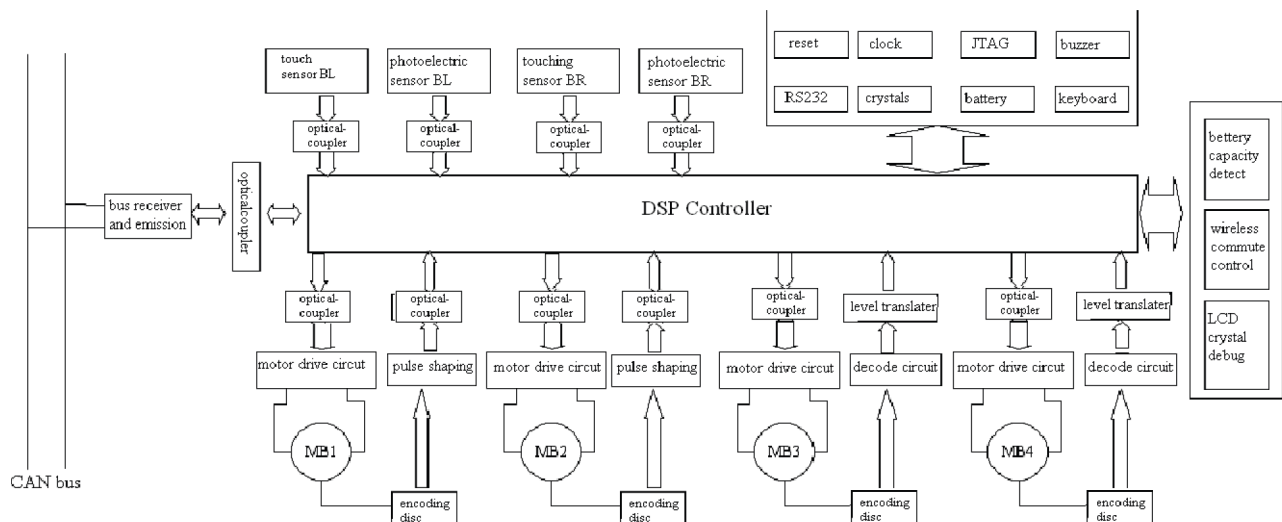 reset
clock
JTAG
buzzer
RS232
crystals
battery
keyboard
touch
sensor BL
photoelectric
sensor BL
touching
sensor BR
photoelectric
sensor BR
optical-
coupler
optical-
coupler
optical-
coupler
optical-
coupler
bettery
capacity
detect
wireless
commute
control
LCD
crystal
debug
bus receiver
and emission
opticalcoupler
DSP Controller
optical-
coupler
optical-
coupler
optical-
coupler
optical-
coupler
optical-
coupler
level translater
optical-
coupler
level translater
motor drive circut
pulse shaping
motor drive circut
pulse shaping
motor drive circut
decode circuit
motor drive circut
decode circuit
MB1
MB2
MB3
MB4
CAN bus
encoding
disc
encoding
disc
encoding
disc
encoding
disc